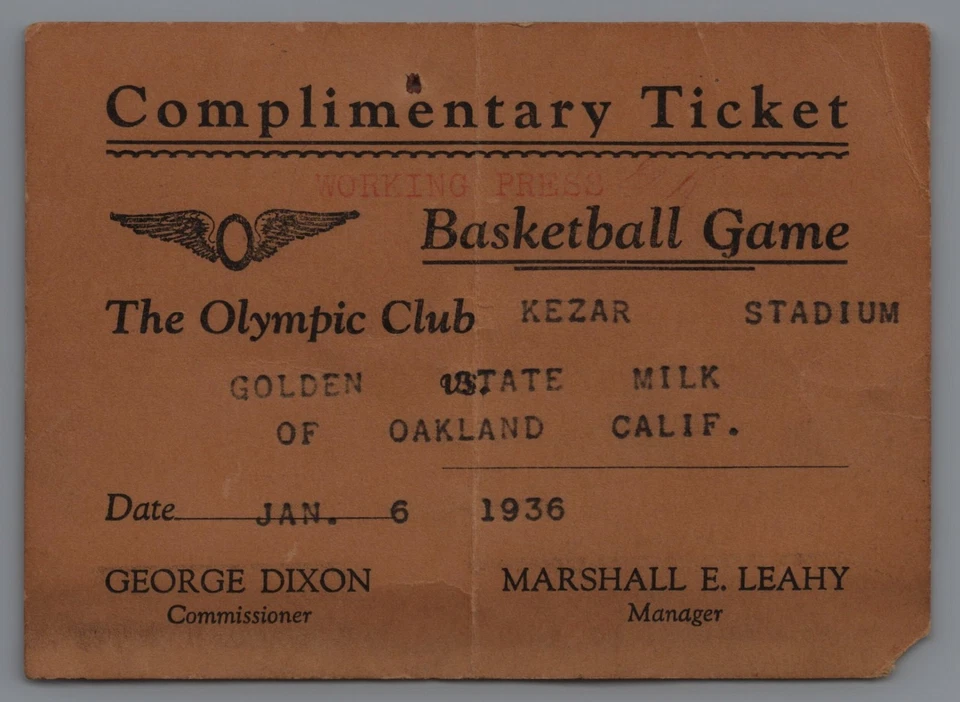 Complimentary Ticket
WORKING PRESS
Basketball Game
The Olympic Club KEZAR STADIUM
vs.
GOLDEN STATE MILK
OF OAKLAND CALIF.
Date JAN. 6 1936
GEORGE DIXON MARSHALL E. LEAHY
Commissioner Manager